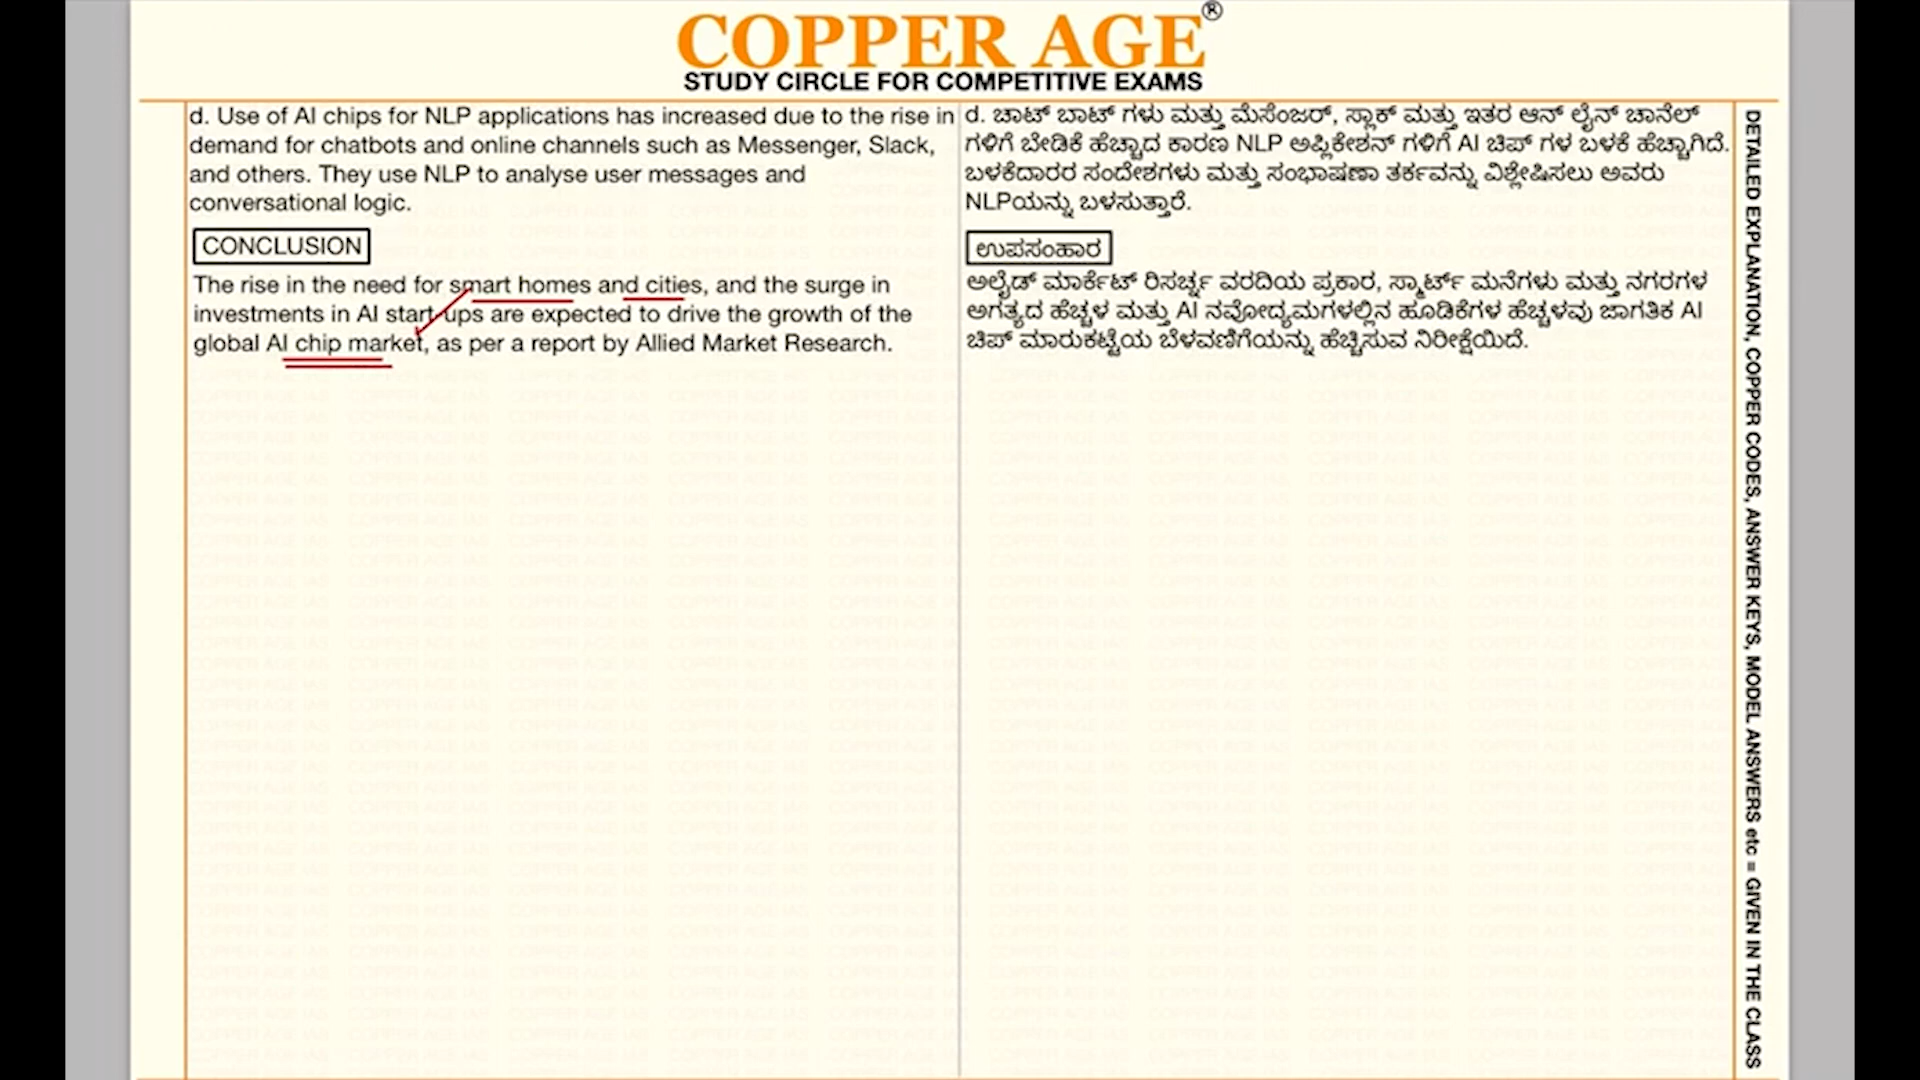 COPPER AGE®
STUDY CIRCLE FOR COMPETITIVE EXAMS
d. Use of AI chips for NLP applications has increased due to the rise in
demand for chatbots and online channels such as Messenger, Slack,
and others. They use NLP to analyse user messages and
conversational logic.
CONCLUSION
The rise in the need for smart homes and cities, and the surge in
investments in AI start-ups are expected to drive the growth of the
global AI chip market, as per a report by Allied Market Research.
d. ಚಾಟ್ ಬಾಟ್ ಗಳು ಮತ್ತು ಮೆಸೆಂಜರ್, ಸ್ಲಾಕ್ ಮತ್ತು ಇತರ ಆನ್ ಲೈನ್ ಚಾನೆಲ್
ಗಳಿಗೆ ಬೇಡಿಕೆ ಹೆಚ್ಚಾದ ಕಾರಣ NLP ಅಪ್ಲಿಕೇಶನ್ ಗಳಿಗೆ AI ಚಿಪ್ ಗಳ ಬಳಕೆ ಹೆಚ್ಚಾಗಿದೆ.
ಬಳಕೆದಾರರ ಸಂದೇಶಗಳು ಮತ್ತು ಸಂಭಾಷಣಾ ತರ್ಕವನ್ನು ವಿಶ್ಲೇಷಿಸಲು ಅವರು
NLPಯನ್ನು ಬಳಸುತ್ತಾರೆ.
ಉಪಸಂಹಾರ
ಅಲೈಡ್ ಮಾರ್ಕೆಟ್ ರಿಸರ್ಚ್ನ ವರದಿಯ ಪ್ರಕಾರ, ಸ್ಮಾರ್ಟ್ ಮನೆಗಳು ಮತ್ತು ನಗರಗಳ
ಅಗತ್ಯದ ಹೆಚ್ಚಳ ಮತ್ತು AI ನವೋದ್ಯಮಗಳಲ್ಲಿನ ಹೂಡಿಕೆಗಳ ಹೆಚ್ಚಳವು ಜಾಗತಿಕ AI
ಚಿಪ್ ಮಾರುಕಟ್ಟೆಯ ಬೆಳವಣಿಗೆಯನ್ನು ಹೆಚ್ಚಿಸುವ ನಿರೀಕ್ಷೆಯಿದೆ.
DETAILED EXPLANATION, COPPER CODES, ANSWER KEYS, MODEL ANSWERS etc = GIVEN IN THE CLASS